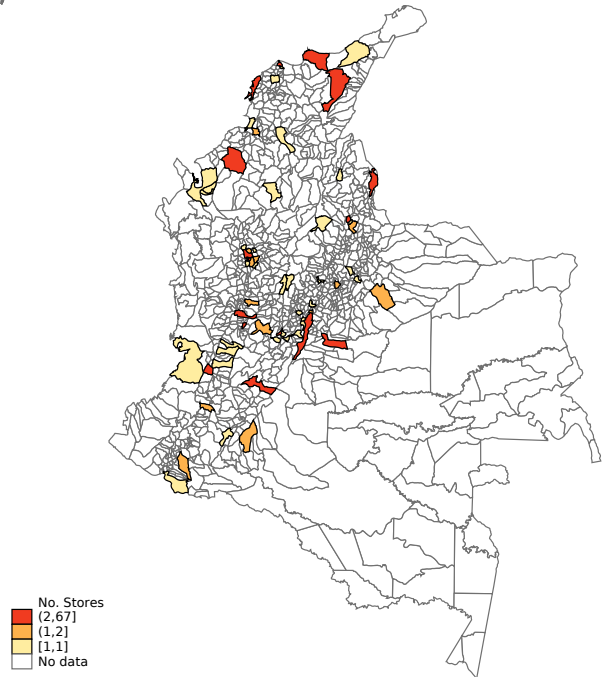 No. Stores
(2,67]
(1,2]
[1,1]
No data